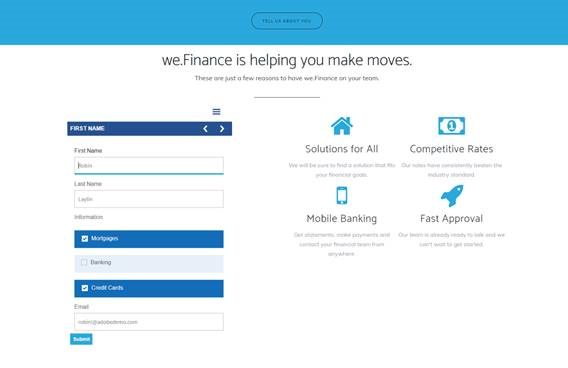 TELL US ABOUT YOU
we.Finance is helping you make moves.
These are just a few reasons to have we.Finance on your team.
FIRST NAME
First Name
Robin
Last Name
Laytin
Information
Mortgages
Banking
Credit Cards
Email
robinl@adobedemo.com
Submit
Solutions for All
We will be sure to find a solution that fits
your financial goals.
Competitive Rates
Our rates have consistently beaten the
industry standard.
Mobile Banking
Get statements, make payments and
contact your financial team from
anywhere.
Fast Approval
Our team is already ready to talk and we
can't wait to get started.